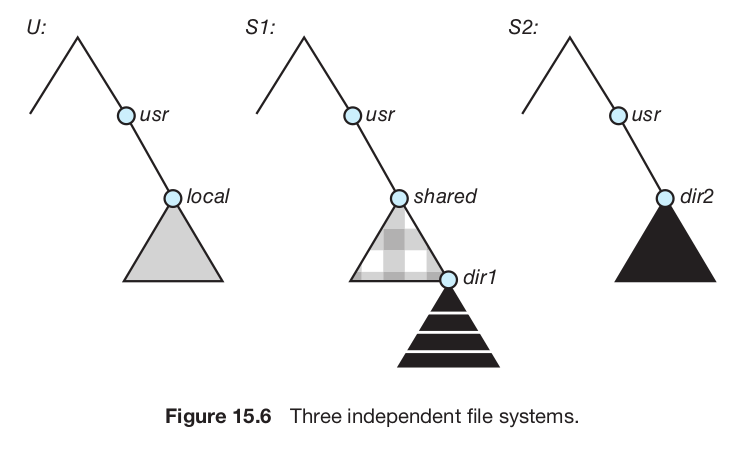 U:
S1:
S2:
usr
usr
usr
local
shared
dir2
dir1
Figure 15.6 Three independent file systems.